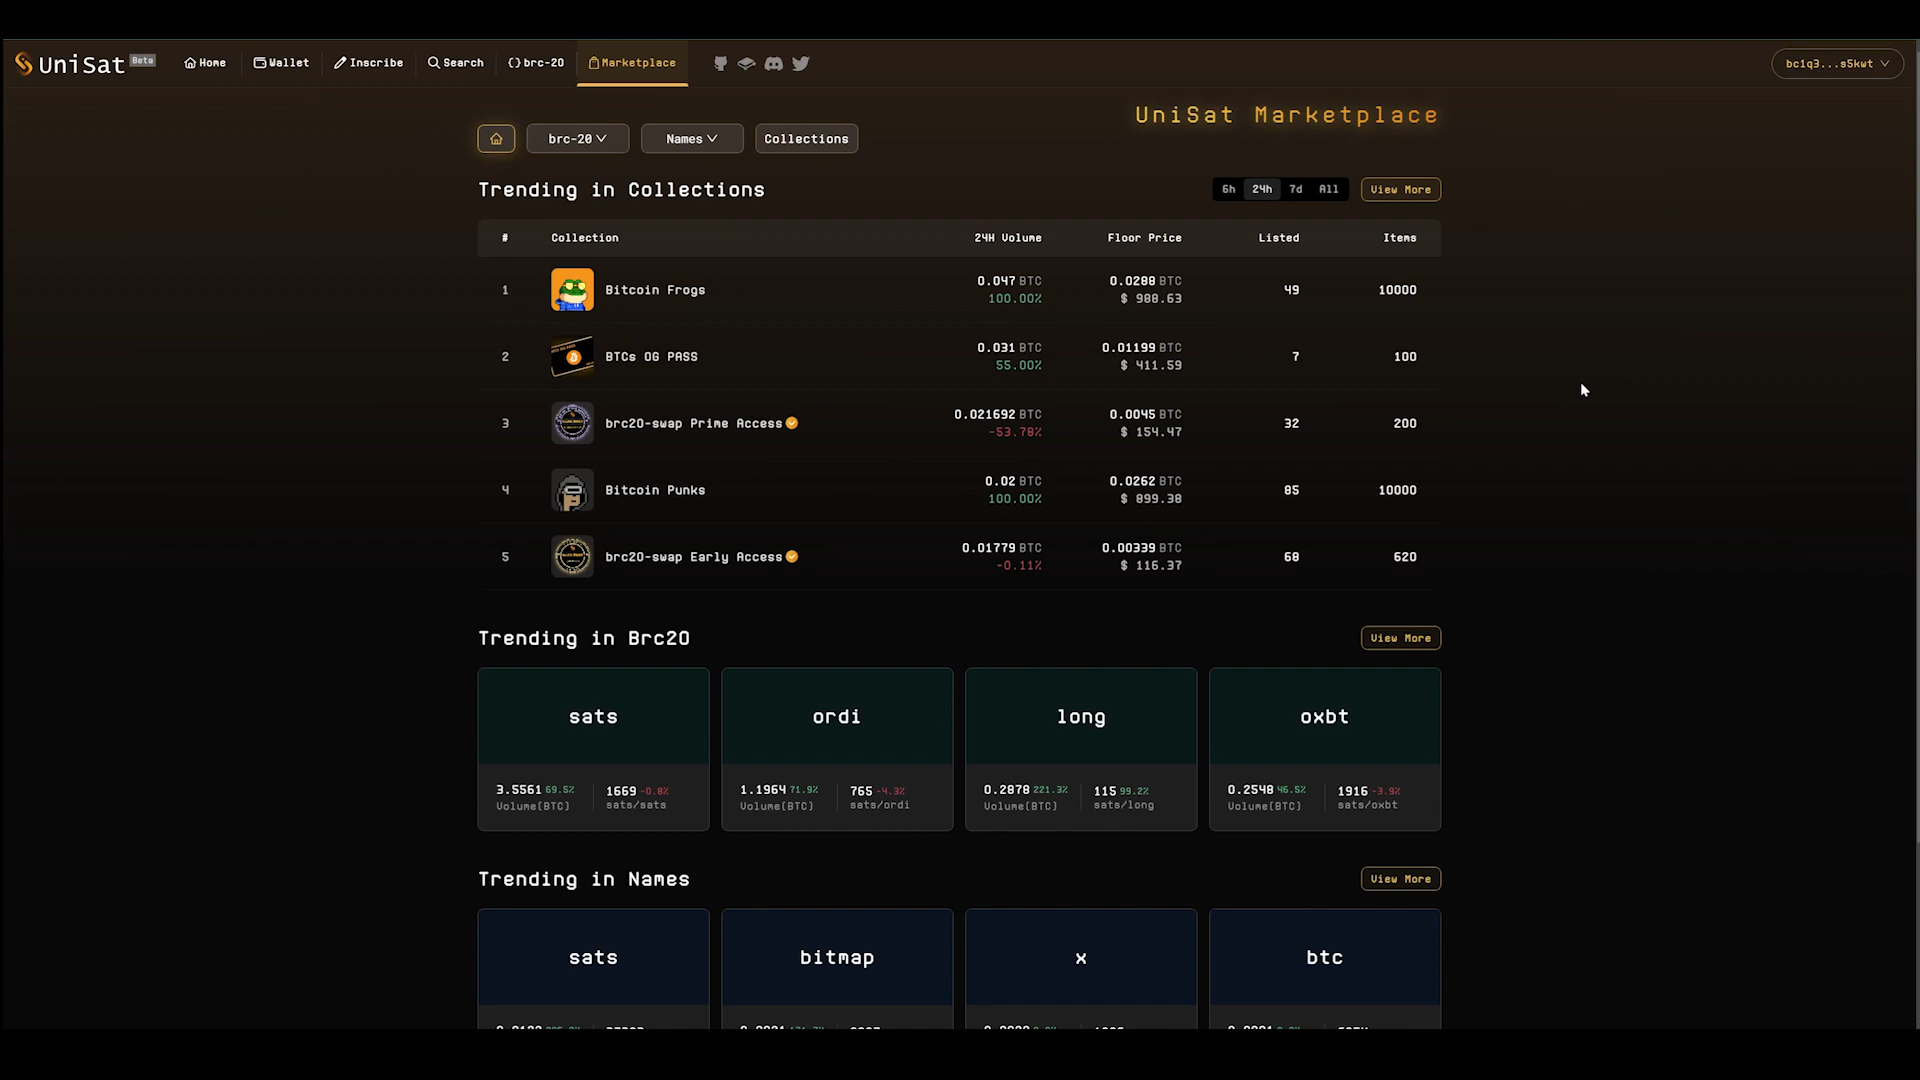 UniSat Beta Home Wallet Inscribe Search brc-20 Marketplace bc1q3...s5kwt
UniSat Marketplace
brc-20 Names Collections
Trending in Collections 6h 24h 7d All View More
# Collection 24H Volume Floor Price Listed Items
1 Bitcoin Frogs 0.047 BTC 0.0288 BTC 49 10000
100.00% $ 988.63
2 BTCs OG PASS 0.031 BTC 0.01199 BTC 7 100
55.00% $ 411.59
3 brc20-swap Prime Access 0.021692 BTC 0.0045 BTC 32 200
-53.78% $ 154.47
4 Bitcoin Punks 0.02 BTC 0.0262 BTC 85 10000
100.00% $ 899.38
5 brc20-swap Early Access 0.01779 BTC 0.00339 BTC 68 620
-0.11% $ 116.37
Trending in Brc20 View More
sats ordi long oxbt
3.5561 69.5% 1669 -0.8% 1.1964 71.9% 765 -4.3% 0.2878 221.3% 115 99.2% 0.2548 46.5% 1916 -3.9%
Volume(BTC) sats/sats Volume(BTC) sats/ordi Volume(BTC) sats/long Volume(BTC) sats/oxbt
Trending in Names View More
sats bitmap x btc